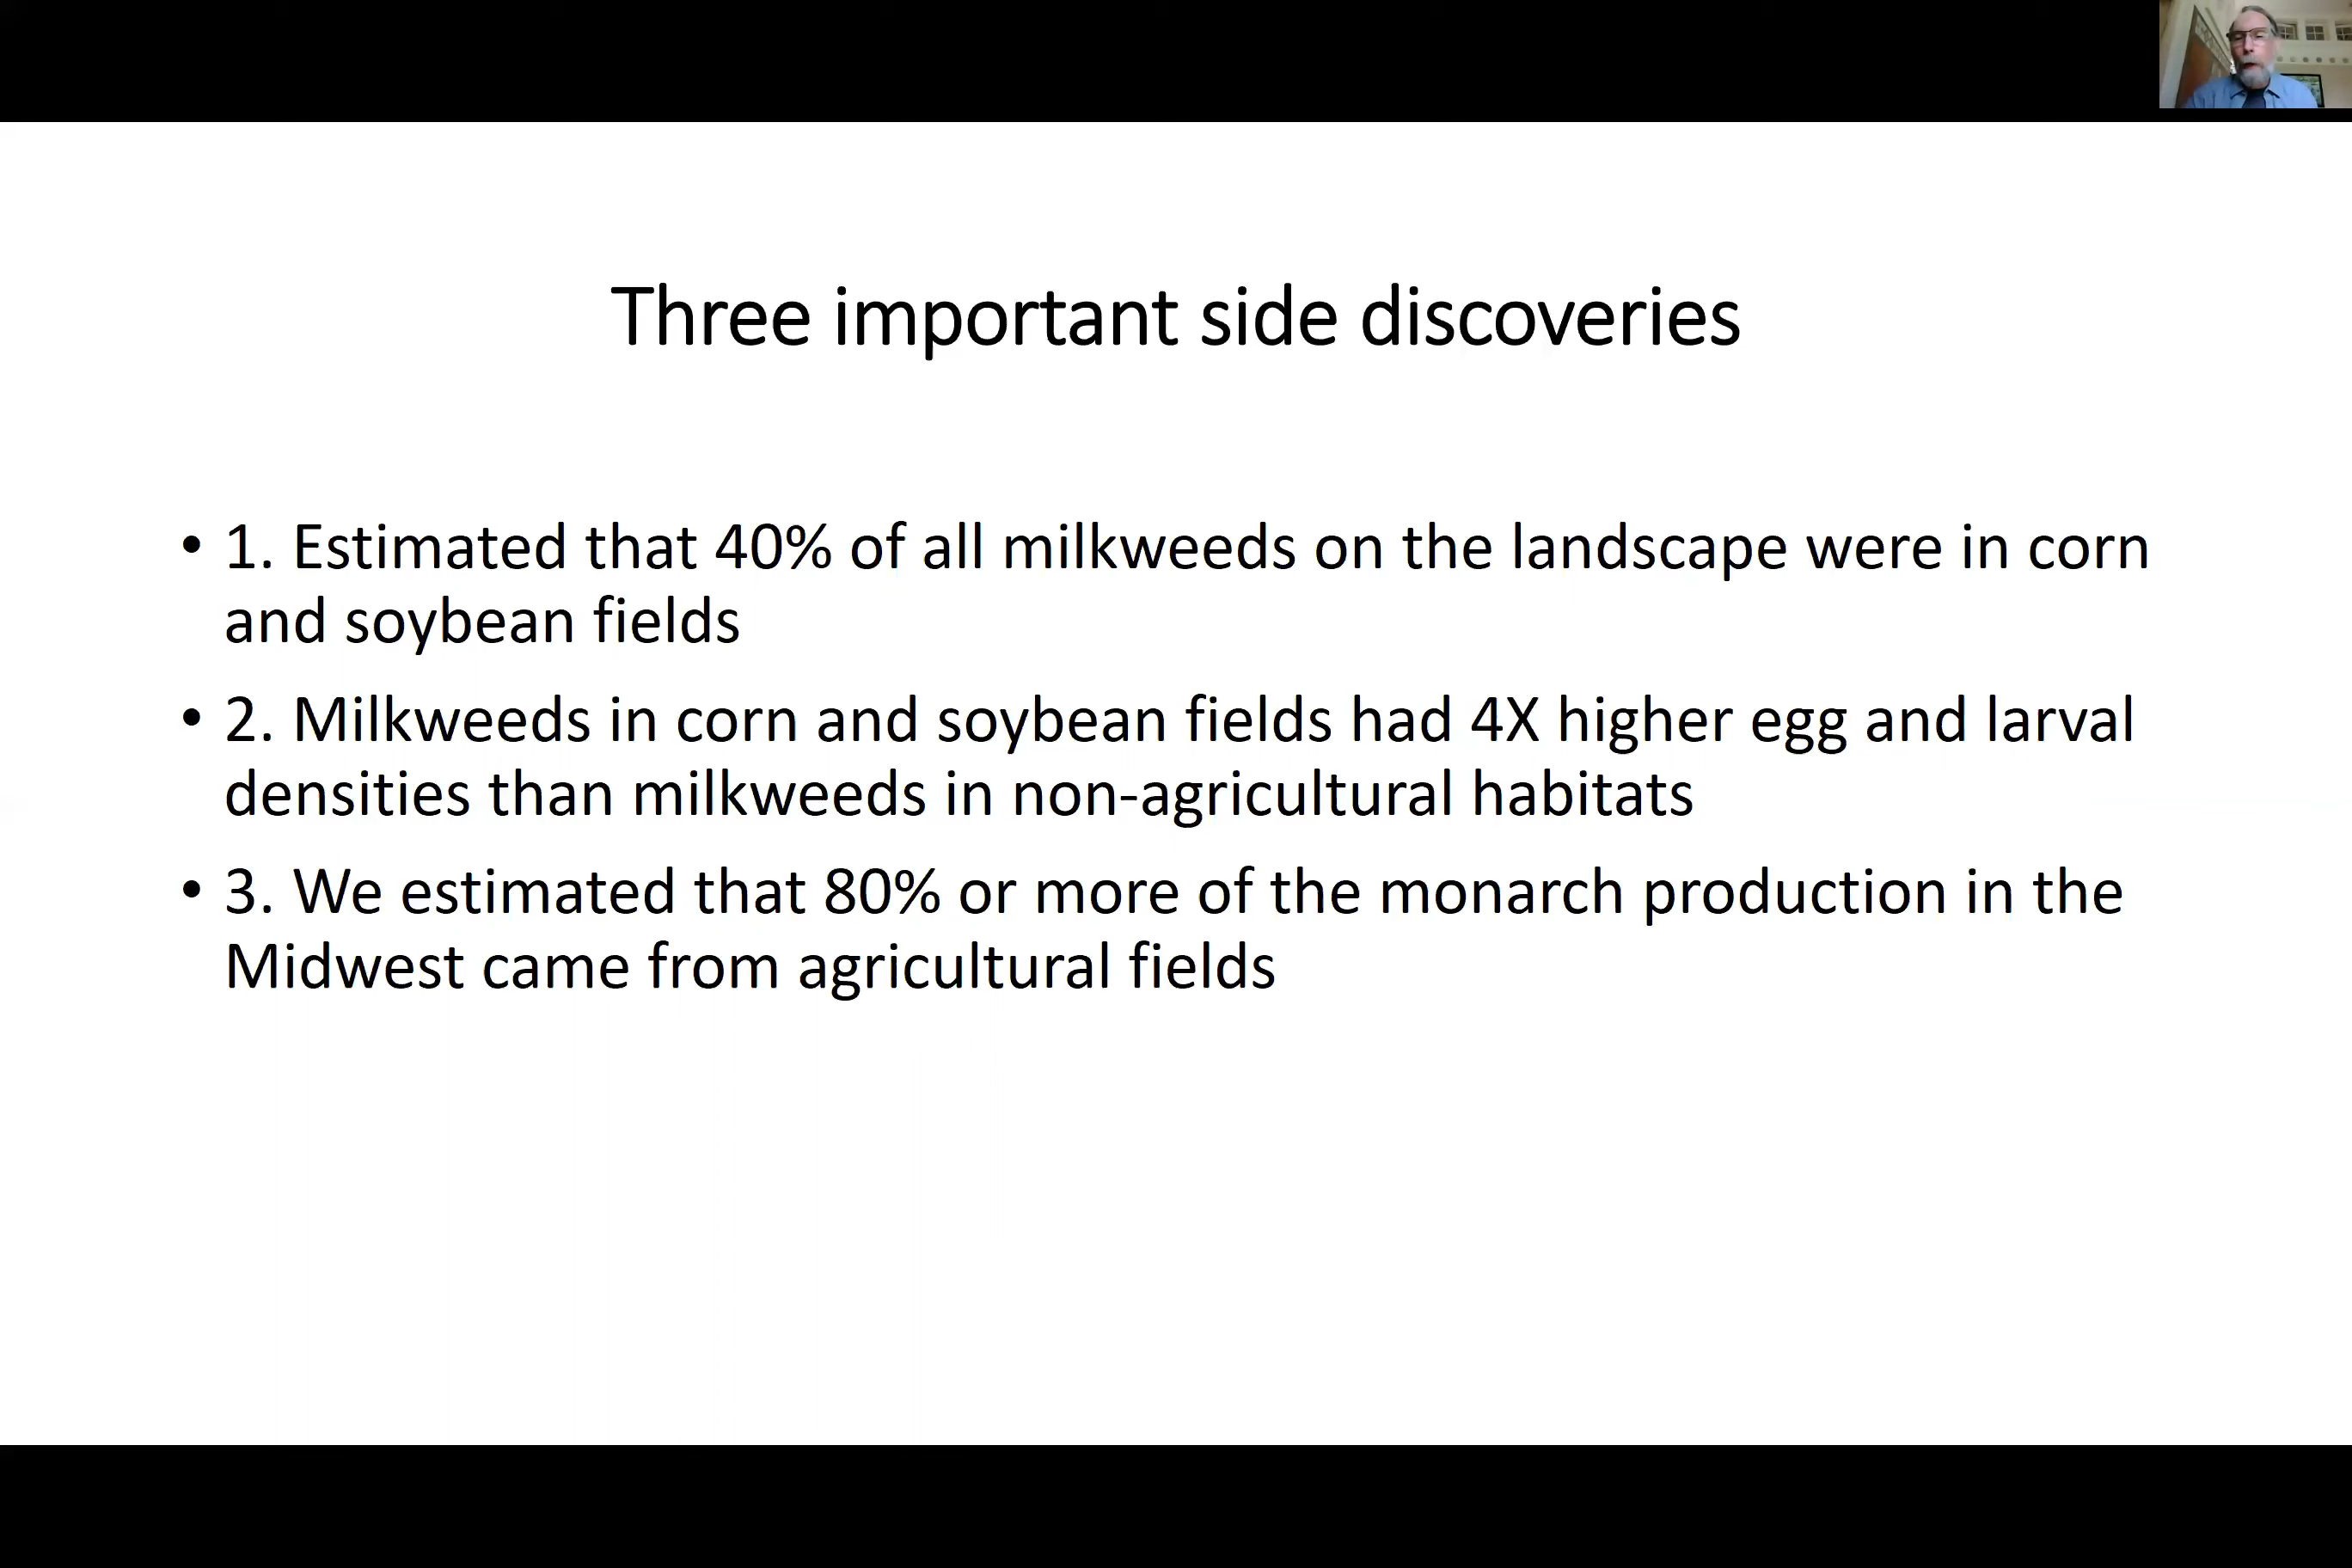 Three important side discoveries
• 1. Estimated that 40% of all milkweeds on the landscape were in corn
and soybean fields
• 2. Milkweeds in corn and soybean fields had 4X higher egg and larval
densities than milkweeds in non-agricultural habitats
• 3. We estimated that 80% or more of the monarch production in the
Midwest came from agricultural fields